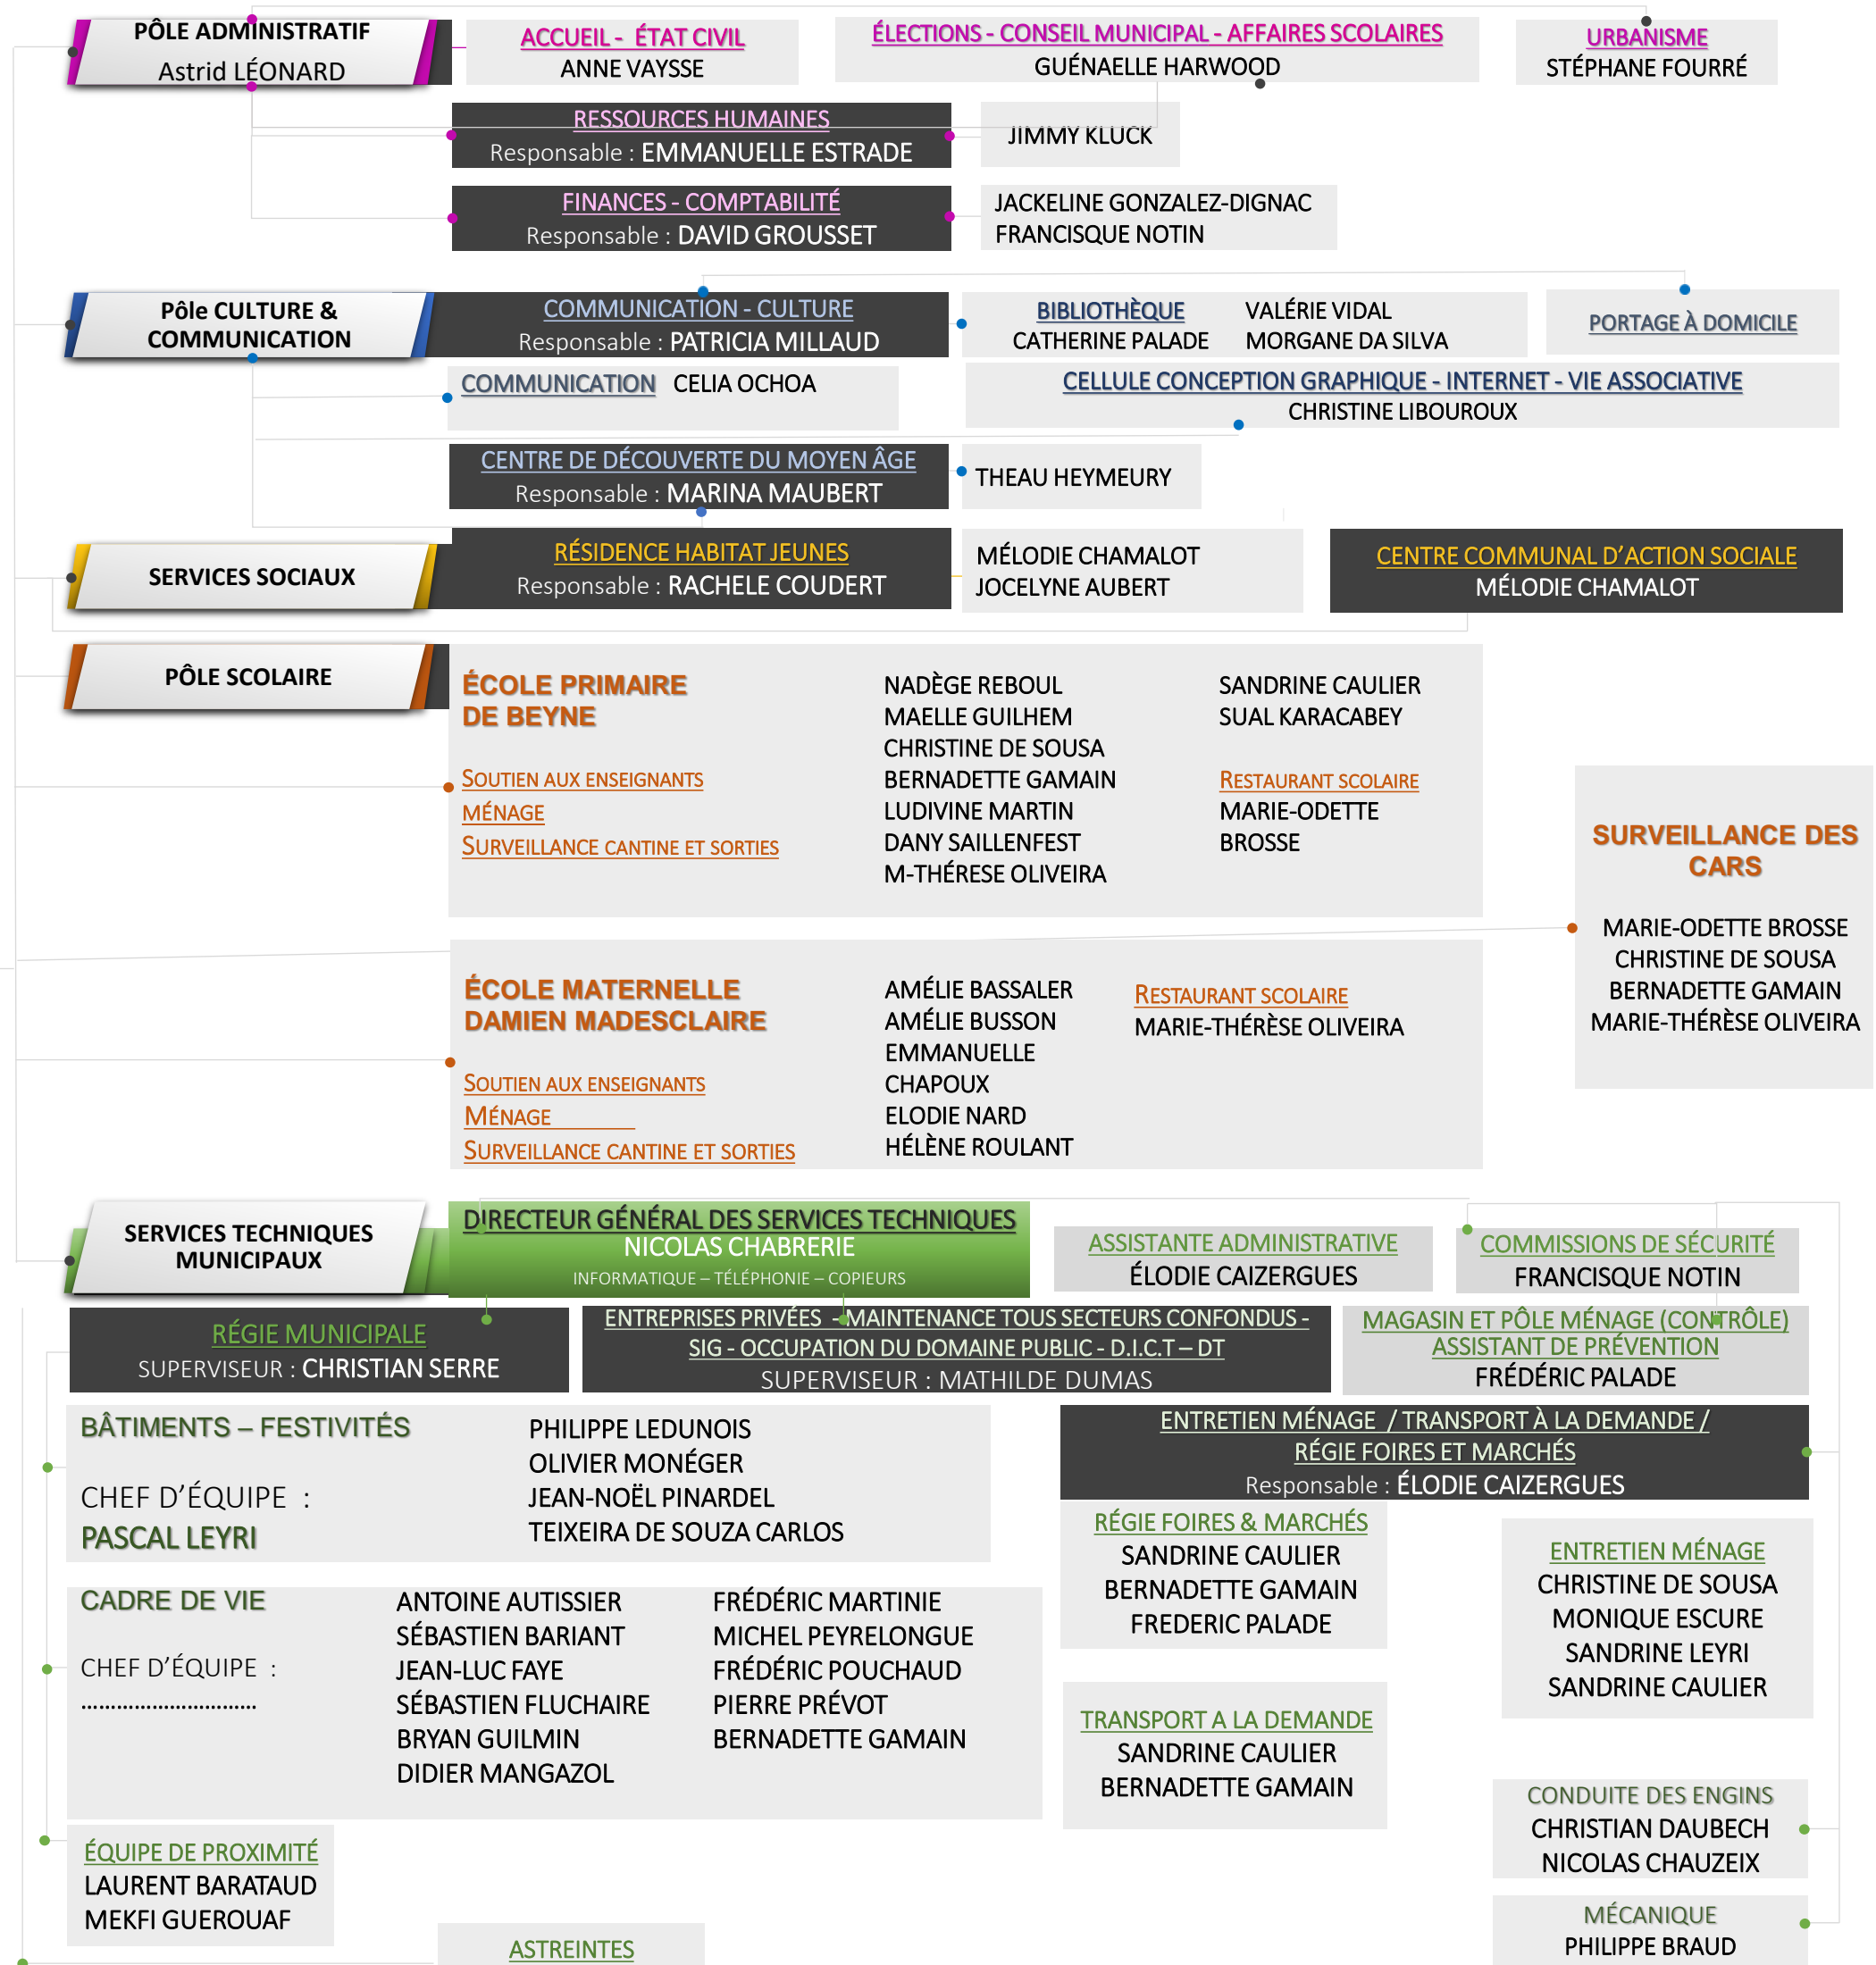 PÔLE ADMINISTRATIF
Astrid LÉONARD
ACCUEIL - ÉTAT CIVIL
ANNE VAYSSE
ÉLECTIONS - CONSEIL MUNICIPAL - AFFAIRES SCOLAIRES
GUÉNAELLE HARWOOD
URBANISME
STÉPHANE FOURRÉ
RESSOURCES HUMAINES
Responsable : EMMANUELLE ESTRADE
JIMMY KLUCK
FINANCES - COMPTABILITÉ
Responsable : DAVID GROUSSET
JACKELINE GONZALEZ-DIGNAC
FRANCISQUE NOTIN
Pôle CULTURE &
COMMUNICATION
COMMUNICATION - CULTURE
Responsable : PATRICIA MILLAUD
BIBLIOTHÈQUE
CATHERINE PALADE
VALÉRIE VIDAL
MORGANE DA SILVA
PORTAGE À DOMICILE
COMMUNICATION CELIA OCHOA
CELLULE CONCEPTION GRAPHIQUE - INTERNET - VIE ASSOCIATIVE
CHRISTINE LIBOUROUX
CENTRE DE DÉCOUVERTE DU MOYEN ÂGE
Responsable : MARINA MAUBERT
THEAU HEYMEURY
SERVICES SOCIAUX
RÉSIDENCE HABITAT JEUNES
Responsable : RACHELE COUDERT
MÉLODIE CHAMALOT
JOCELYNE AUBERT
CENTRE COMMUNAL D’ACTION SOCIALE
MÉLODIE CHAMALOT
PÔLE SCOLAIRE
ÉCOLE PRIMAIRE
DE BEYNE
SOUTIEN AUX ENSEIGNANTS
MÉNAGE
SURVEILLANCE CANTINE ET SORTIES
NADÈGE REBOUL
MAELLE GUILHEM
CHRISTINE DE SOUSA
BERNADETTE GAMAIN
LUDIVINE MARTIN
DANY SAILLENFEST
M-THÉRESE OLIVEIRA
SANDRINE CAULIER
SUAL KARACABEY
RESTAURANT SCOLAIRE
MARIE-ODETTE
BROSSE
SURVEILLANCE DES
CARS
MARIE-ODETTE BROSSE
CHRISTINE DE SOUSA
BERNADETTE GAMAIN
MARIE-THÉRÈSE OLIVEIRA
ÉCOLE MATERNELLE
DAMIEN MADESCLAIRE
SOUTIEN AUX ENSEIGNANTS
MÉNAGE
SURVEILLANCE CANTINE ET SORTIES
AMÉLIE BASSALER
AMÉLIE BUSSON
EMMANUELLE
CHAPOUX
ELODIE NARD
HÉLÈNE ROULANT
RESTAURANT SCOLAIRE
MARIE-THÉRÈSE OLIVEIRA
SERVICES TECHNIQUES
MUNICIPAUX
DIRECTEUR GÉNÉRAL DES SERVICES TECHNIQUES
NICOLAS CHABRERIE
INFORMATIQUE – TÉLÉPHONIE – COPIEURS
ASSISTANTE ADMINISTRATIVE
ÉLODIE CAIZERGUES
COMMISSIONS DE SÉCURITÉ
FRANCISQUE NOTIN
RÉGIE MUNICIPALE
SUPERVISEUR : CHRISTIAN SERRE
ENTREPRISES PRIVÉES - MAINTENANCE TOUS SECTEURS CONFONDUS -
SIG - OCCUPATION DU DOMAINE PUBLIC - D.I.C.T – DT
SUPERVISEUR : MATHILDE DUMAS
MAGASIN ET PÔLE MÉNAGE (CONTRÔLE)
ASSISTANT DE PRÉVENTION
FRÉDÉRIC PALADE
BÂTIMENTS – FESTIVITÉS
CHEF D’ÉQUIPE :
PASCAL LEYRI
PHILIPPE LEDUNOIS
OLIVIER MONÉGER
JEAN-NOËL PINARDEL
TEIXEIRA DE SOUZA CARLOS
ENTRETIEN MÉNAGE / TRANSPORT À LA DEMANDE /
RÉGIE FOIRES ET MARCHÉS
Responsable : ÉLODIE CAIZERGUES
CADRE DE VIE
CHEF D’ÉQUIPE :
..............................
ANTOINE AUTISSIER
SÉBASTIEN BARIANT
JEAN-LUC FAYE
SÉBASTIEN FLUCHAIRE
BRYAN GUILMIN
DIDIER MANGAZOL
FRÉDÉRIC MARTINIE
MICHEL PEYRELONGUE
FRÉDÉRIC POUCHAUD
PIERRE PRÉVOT
BERNADETTE GAMAIN
RÉGIE FOIRES & MARCHÉS
SANDRINE CAULIER
BERNADETTE GAMAIN
FREDERIC PALADE
ENTRETIEN MÉNAGE
CHRISTINE DE SOUSA
MONIQUE ESCURE
SANDRINE LEYRI
SANDRINE CAULIER
TRANSPORT A LA DEMANDE
SANDRINE CAULIER
BERNADETTE GAMAIN
CONDUITE DES ENGINS
CHRISTIAN DAUBECH
NICOLAS CHAUZEIX
ÉQUIPE DE PROXIMITÉ
LAURENT BARATAUD
MEKFI GUEROUAF
MÉCANIQUE
PHILIPPE BRAUD
ASTREINTES